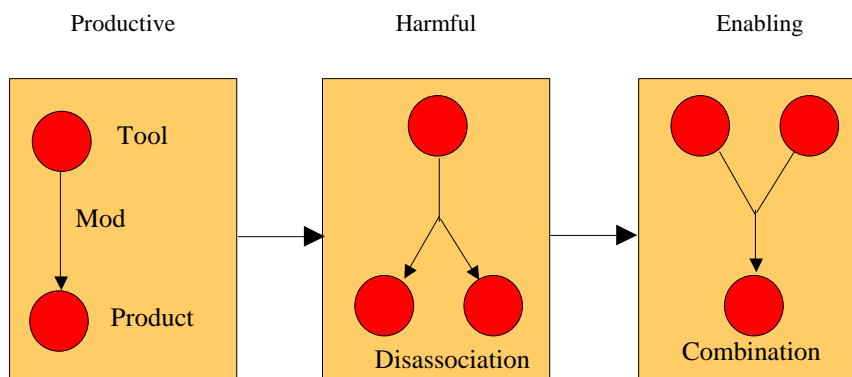 Productive
Harmful
Enabling
Tool
Mod
Product
Disassociation
Combination